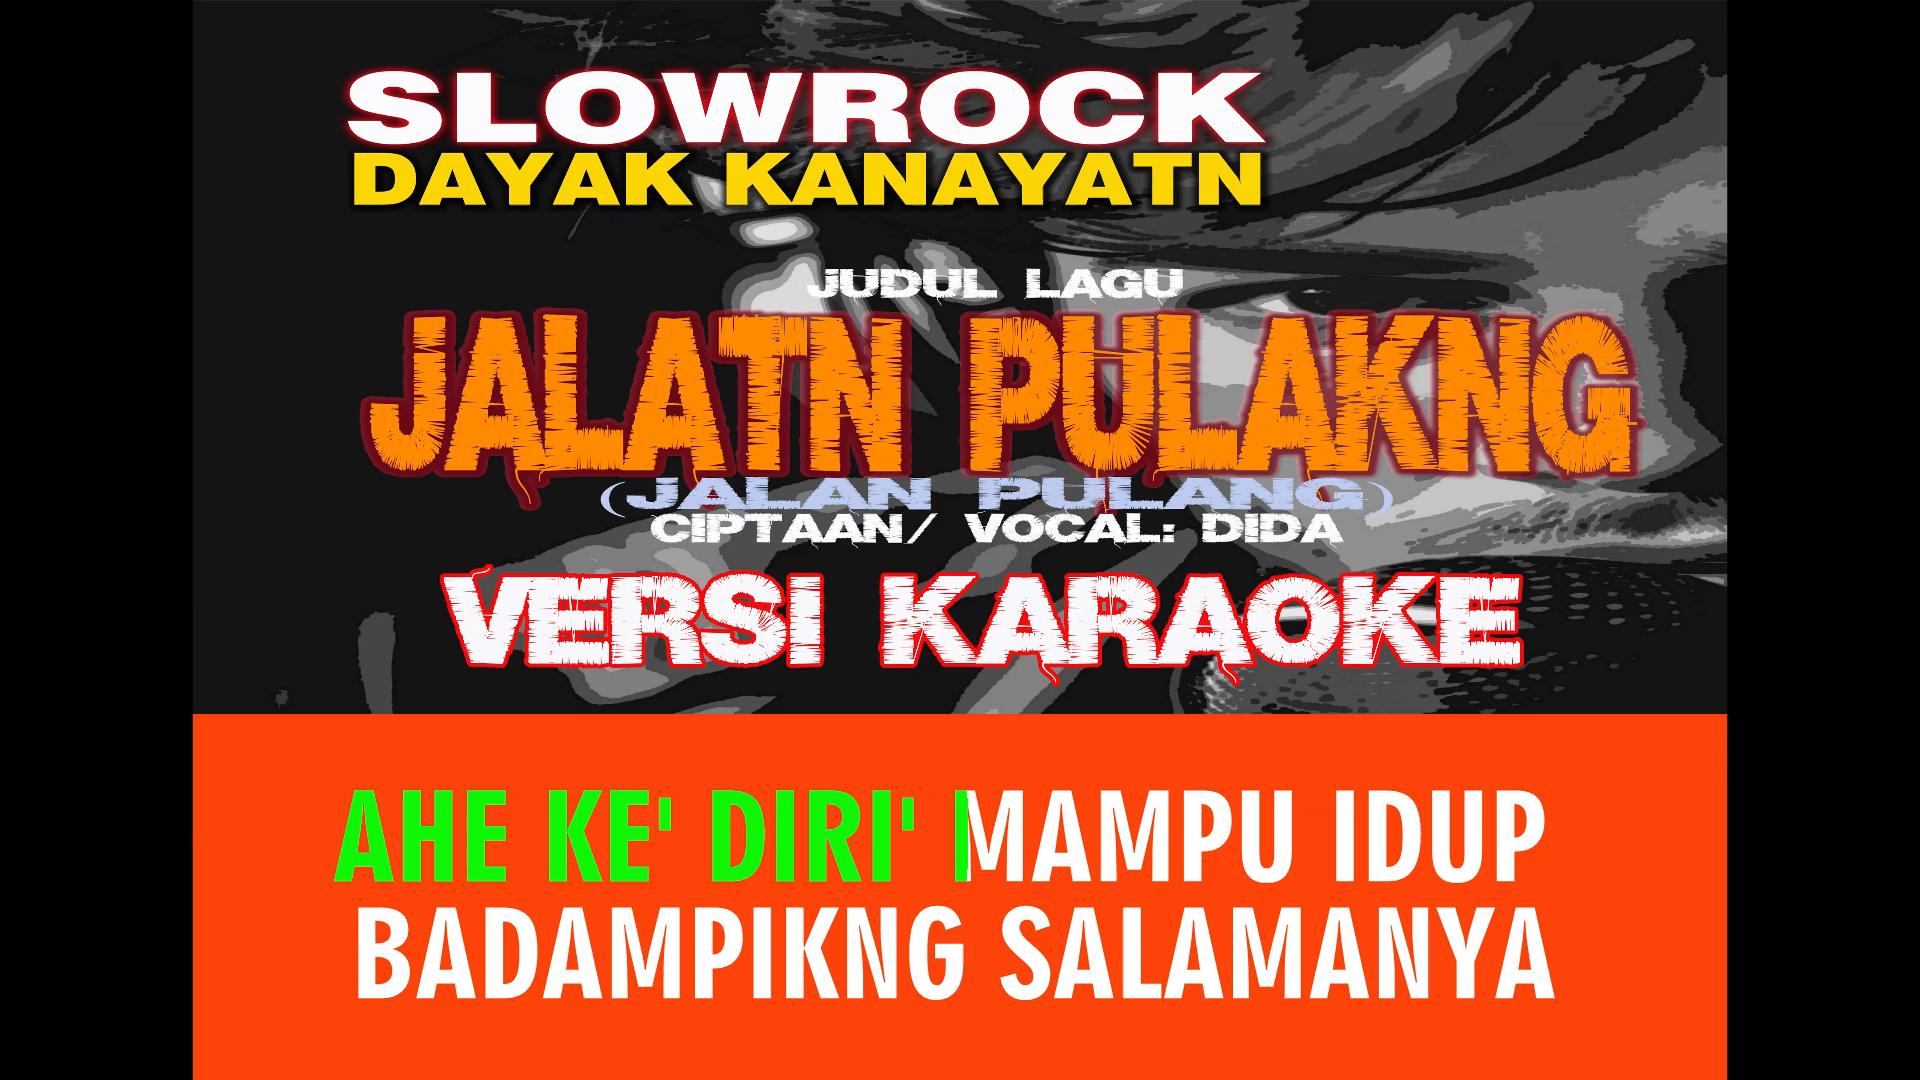 SLOWROCK
DAYAK KANAYATN
JUDUL LAGU
JALATN PULAKNG
(JALAN PULANG)
CIPTAAN/ VOCAL: DIDA
VERSI KARAOKE
AHE KE' DIRI' MAMPU IDUP
BADAMPIKNG SALAMANYA